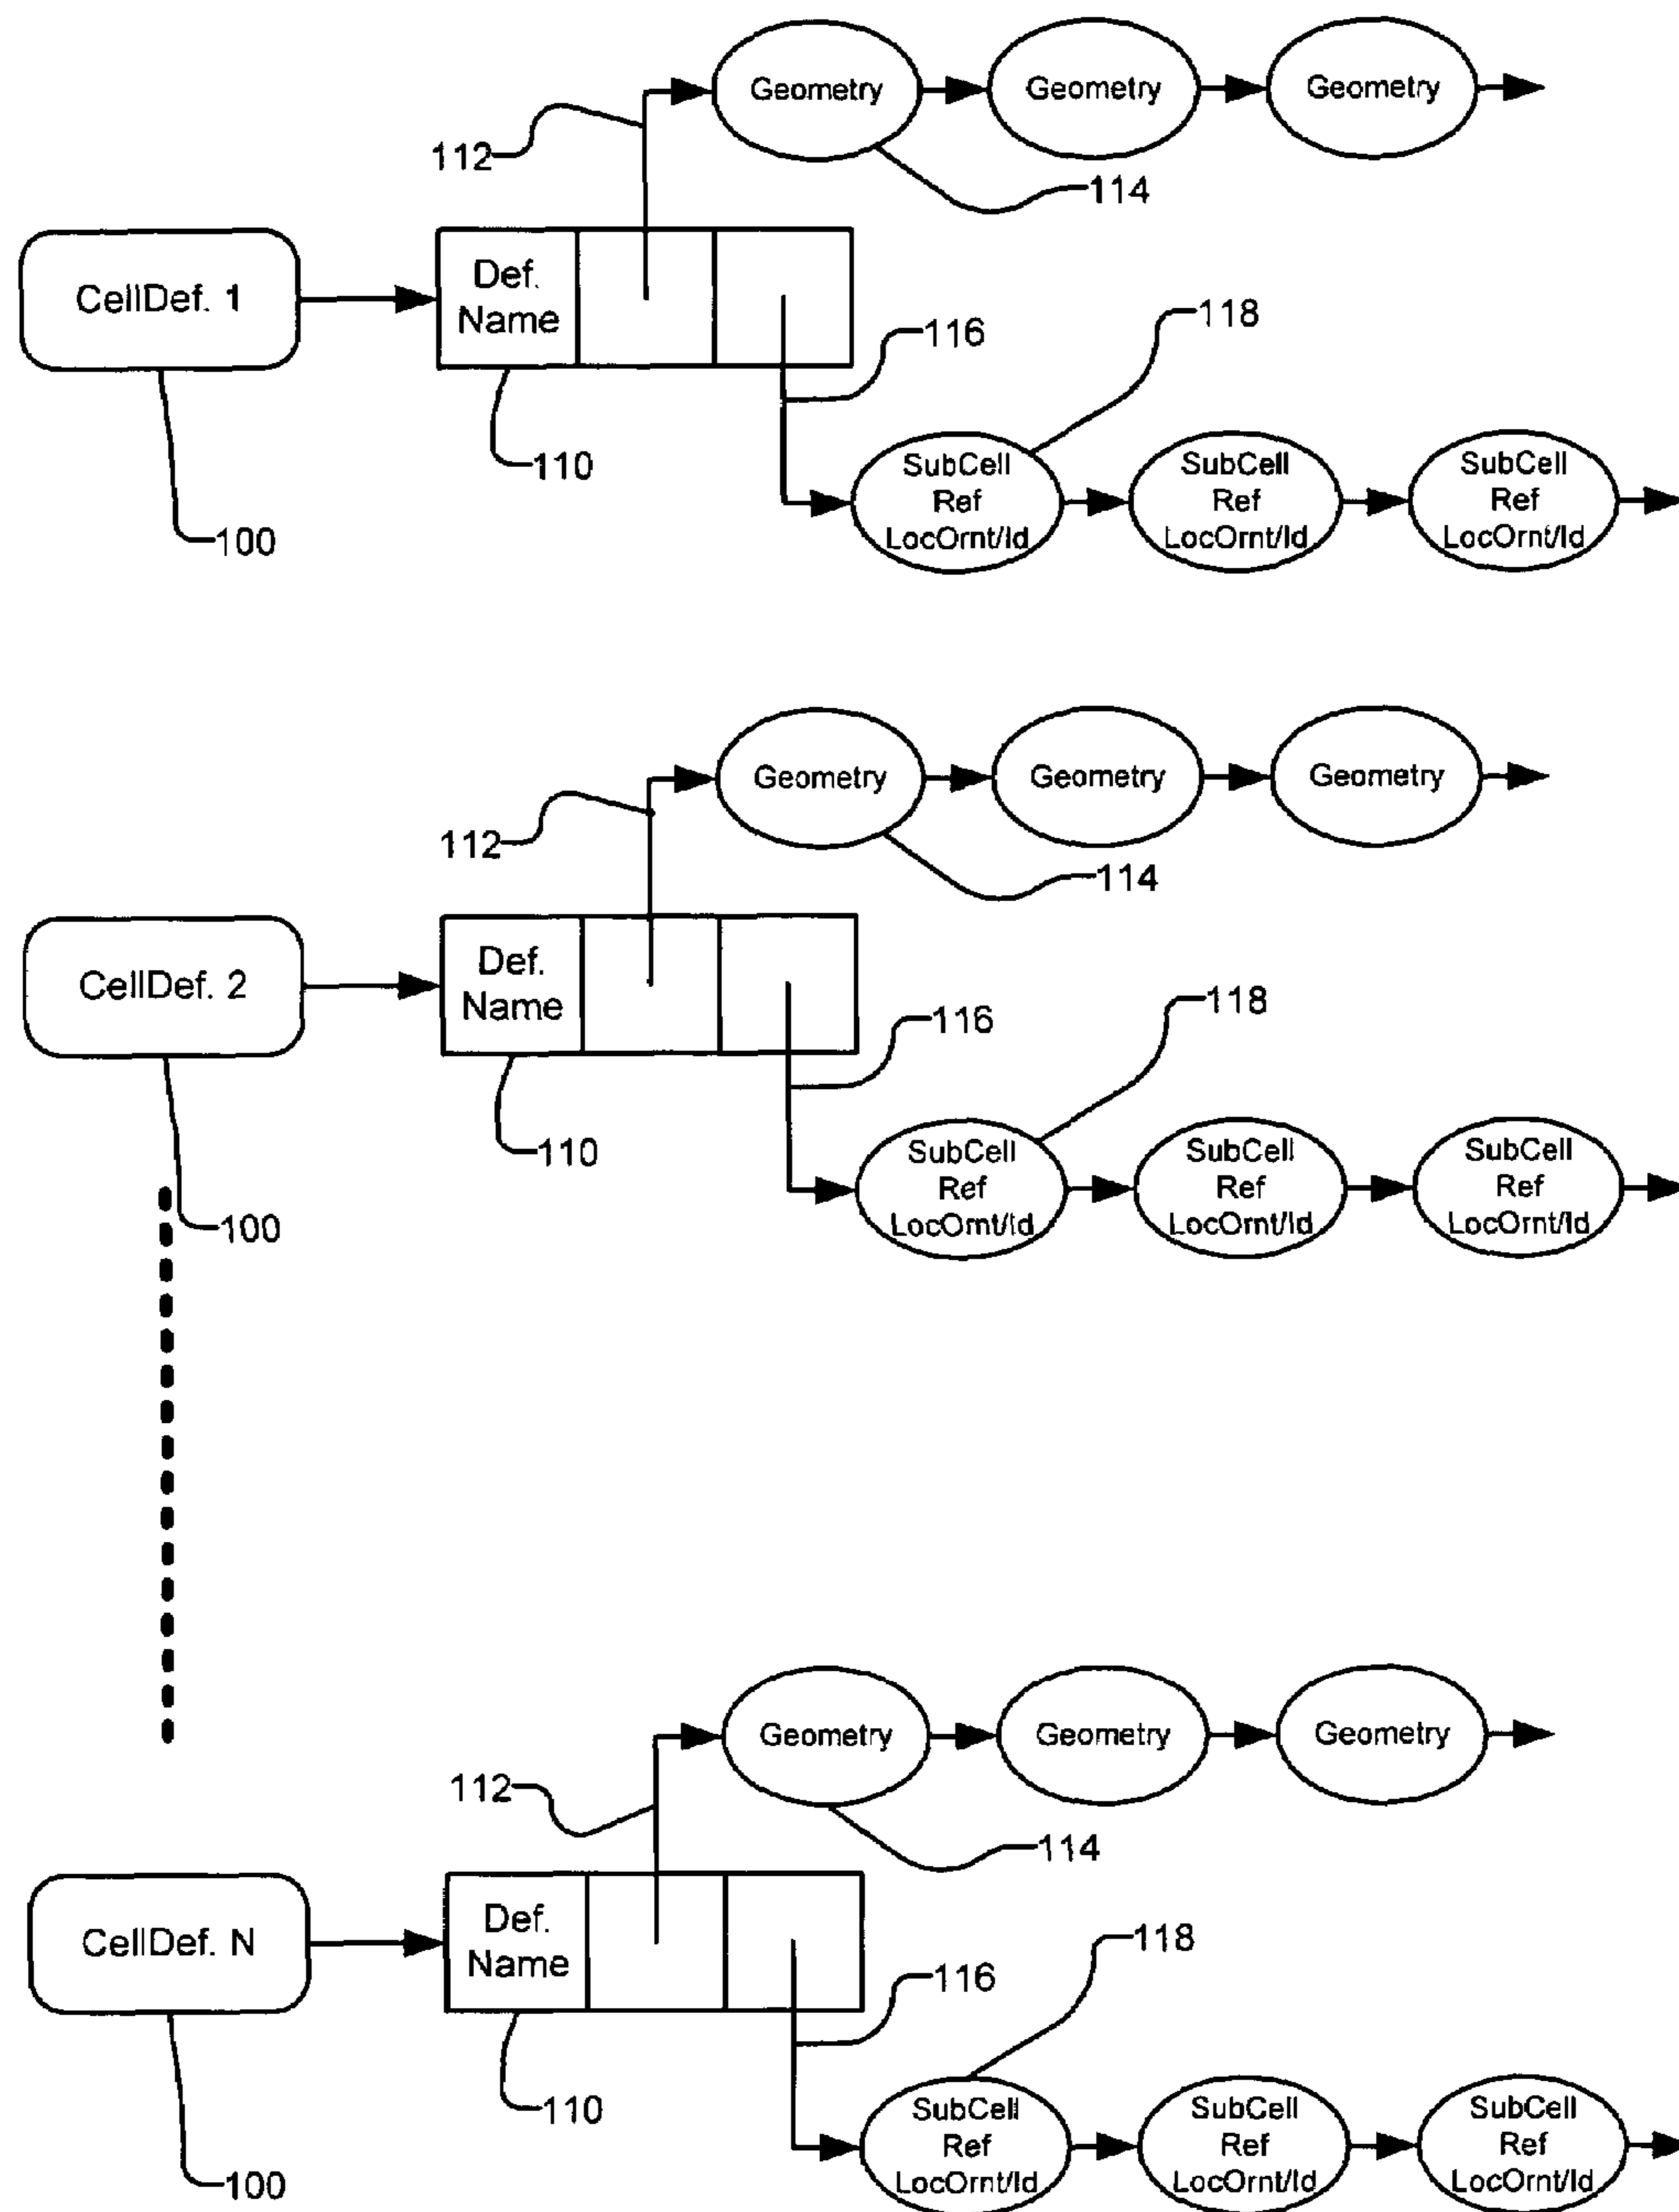 Geometry
Geometry
Geometry
112
114
CellDef. 1
Def.
Name
116
118
110
100
SubCell
Ref
LocOrnt/Id
SubCell
Ref
LocOrnt/Id
SubCell
Ref
LocOrnt/Id
Geometry
Geometry
Geometry
112
114
CellDef. 2
Def.
Name
116
118
110
100
SubCell
Ref
LocOrnt/Id
SubCell
Ref
LocOrnt/Id
SubCell
Ref
LocOrnt/Id
Geometry
Geometry
Geometry
112
114
CellDef. N
Def.
Name
116
118
110
100
SubCell
Ref
LocOrnt/Id
SubCell
Ref
LocOrnt/Id
SubCell
Ref
LocOrnt/Id